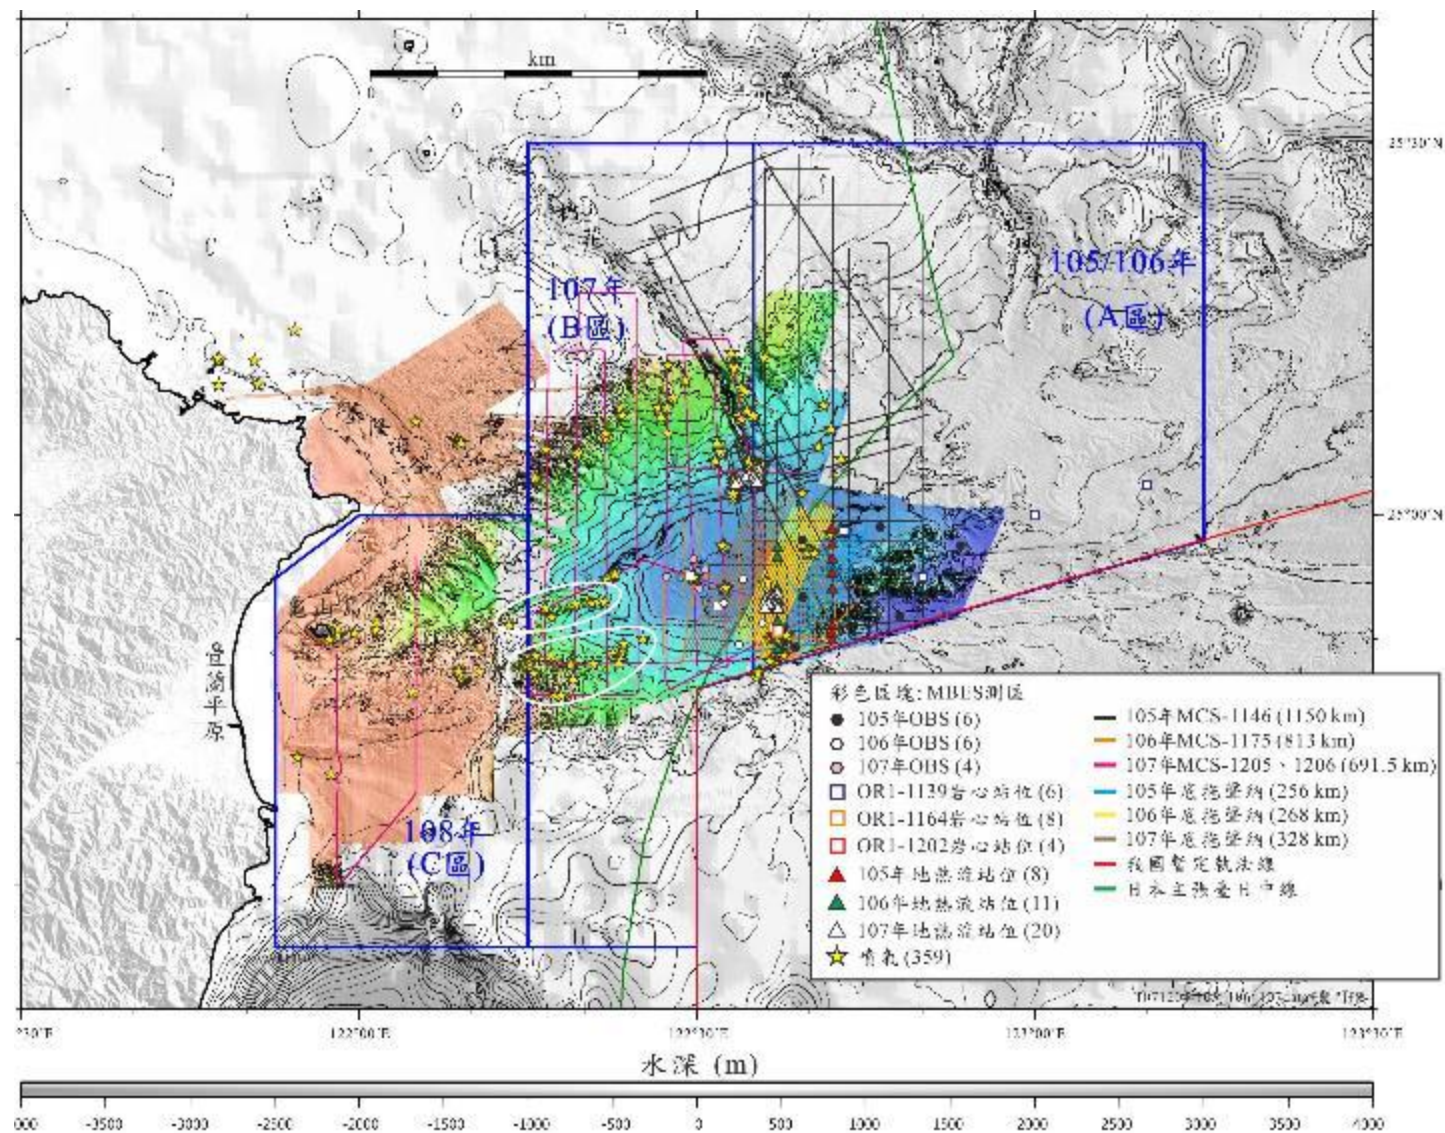 km
0
25°30'N
105/106年
(A區)
107年
(B區)
25°00'N
龜山島
宜蘭平原
108年
(C區)
彩色區塊:MBES測區
105年OBS (6)
106年OBS (6)
107年OBS (4)
OR1-1139岩心站位 (6)
OR1-1164岩心站位 (8)
OR1-1202岩心站位 (4)
105年地熱流站位 (8)
106年地熱流站位 (11)
107年地熱流站位 (20)
噴氣 (359)
105年MCS-1146 (1150 km)
106年MCS-1175 (813 km)
107年MCS-1205、1206 (691.5 km)
105年底拖聲納 (256 km)
106年底拖聲納 (268 km)
107年底拖聲納 (328 km)
我國暫定執法線
日本主張臺日中線
122°00'E
122°30'E
123°00'E
123°30'E
水深 (m)
-3500 -3000 -2500 -2000 -1500 -1000 -500 0 500 1000 1500 2000 2500 3000 3500 4000